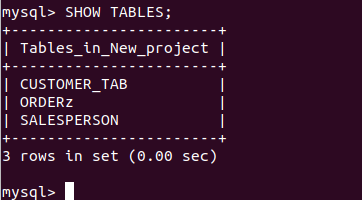 mysql> SHOW TABLES;
+-----------------------+
| Tables_in_New_project |
+-----------------------+
| CUSTOMER_TAB          |
| ORDERz                |
| SALESPERSON           |
+-----------------------+
3 rows in set (0.00 sec)
mysql>